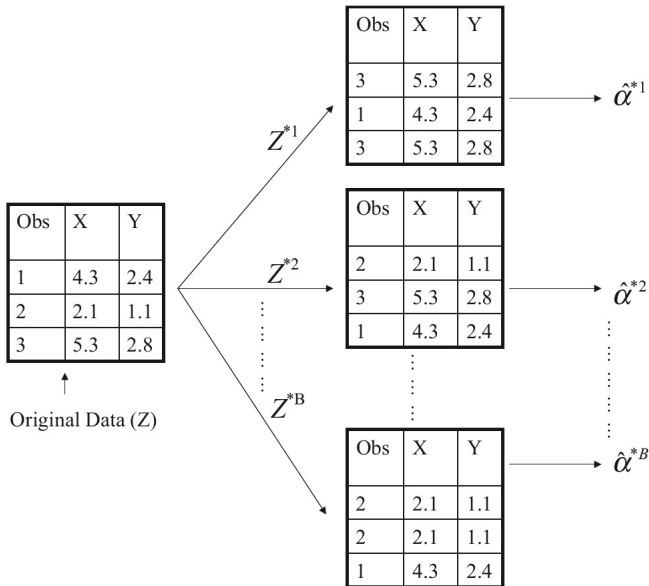 Obs X Y
3 5.3 2.8
1 4.3 2.4
3 5.3 2.8
α̂*1
Z*1
Obs X Y
1 4.3 2.4
2 2.1 1.1
3 5.3 2.8
Original Data (Z)
Z*2
Obs X Y
2 2.1 1.1
3 5.3 2.8
1 4.3 2.4
α̂*2
Z*B
Obs X Y
2 2.1 1.1
2 2.1 1.1
1 4.3 2.4
α̂*B